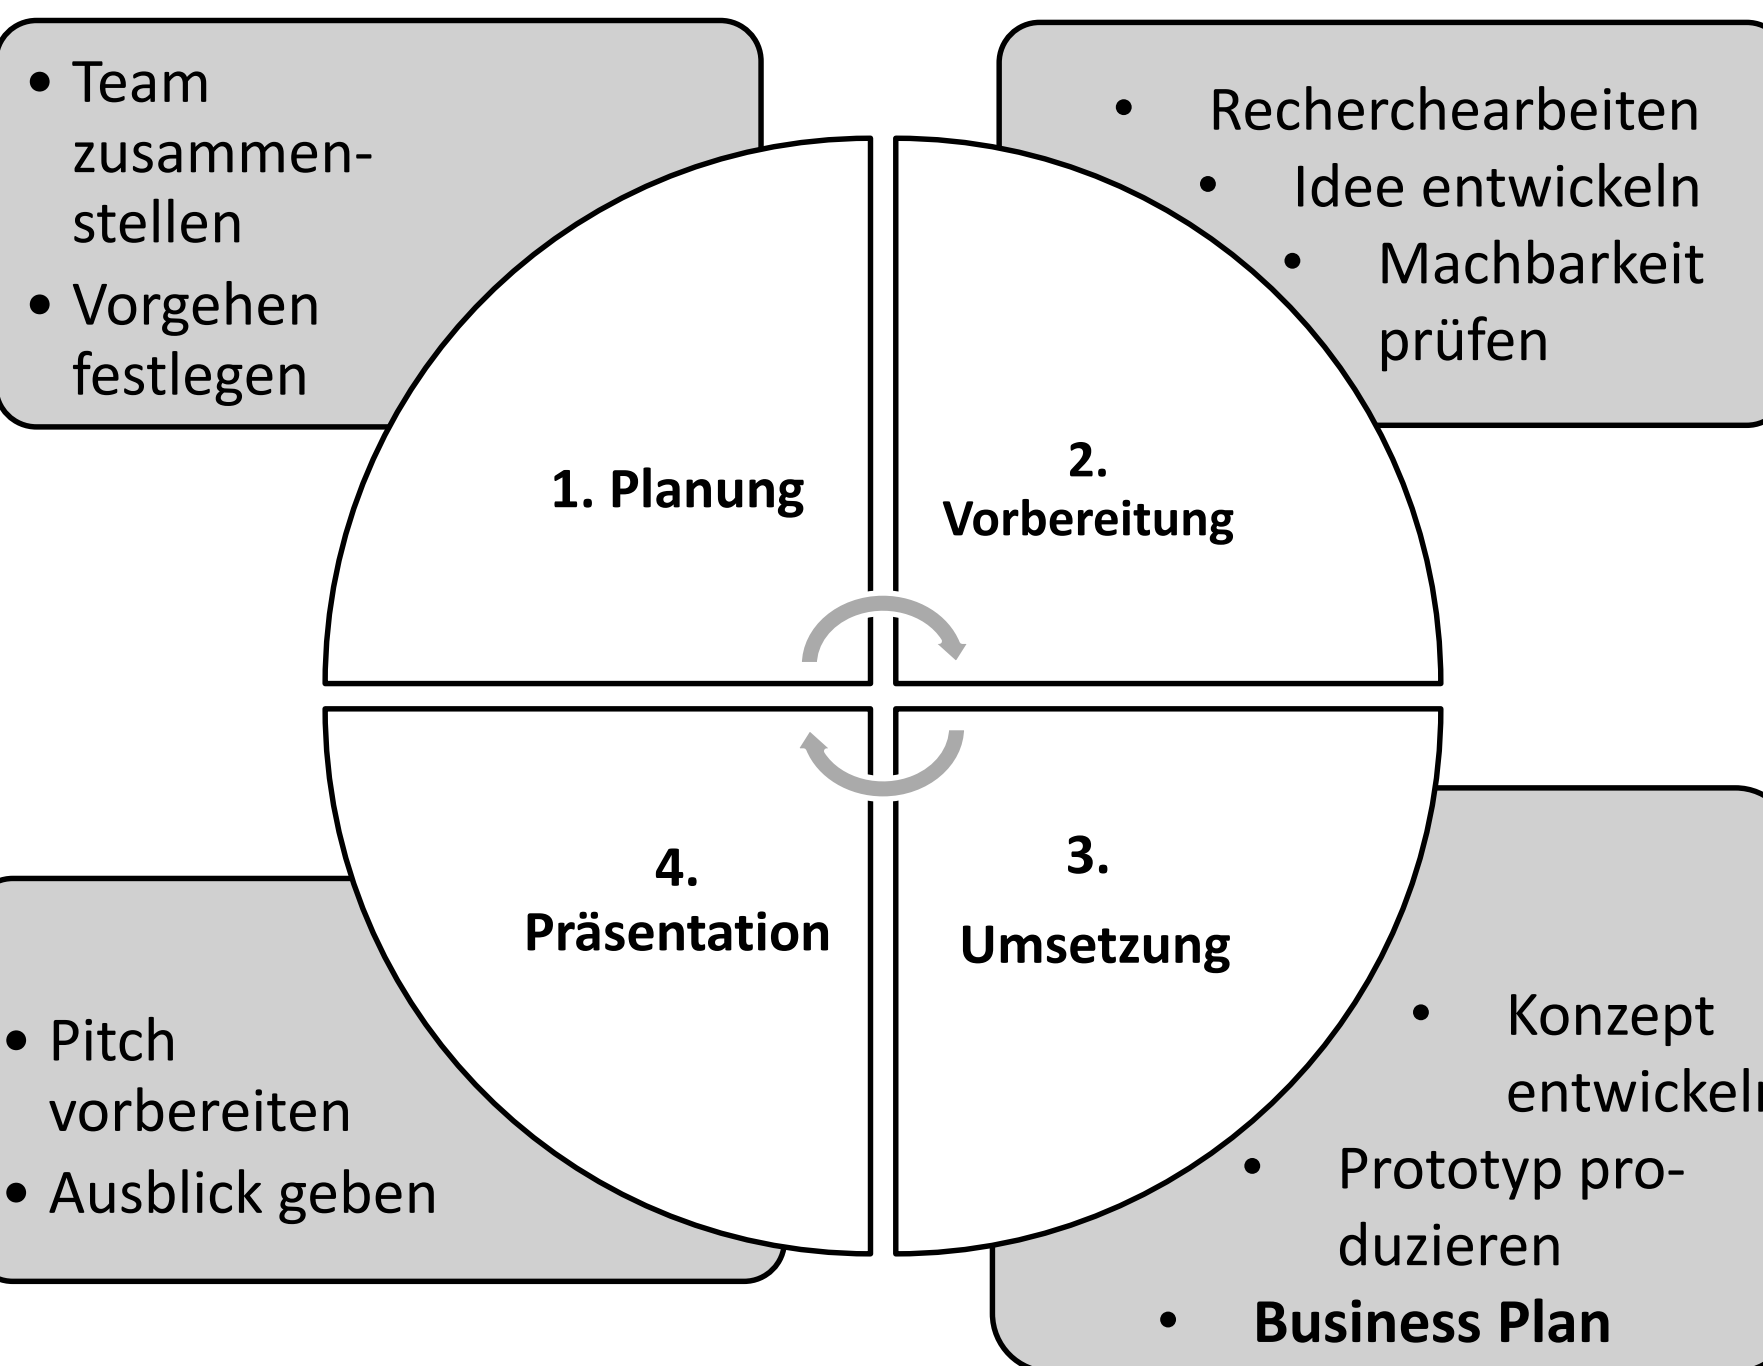 • Team
zusammen-
stellen
• Vorgehen
festlegen
• Recherchearbeiten
• Idee entwickeln
• Machbarkeit
prüfen
1. Planung
2.
Vorbereitung
4.
Präsentation
3.
Umsetzung
• Pitch
vorbereiten
• Ausblick geben
• Konzept
entwickeln
• Prototyp pro-
duzieren
• Business Plan